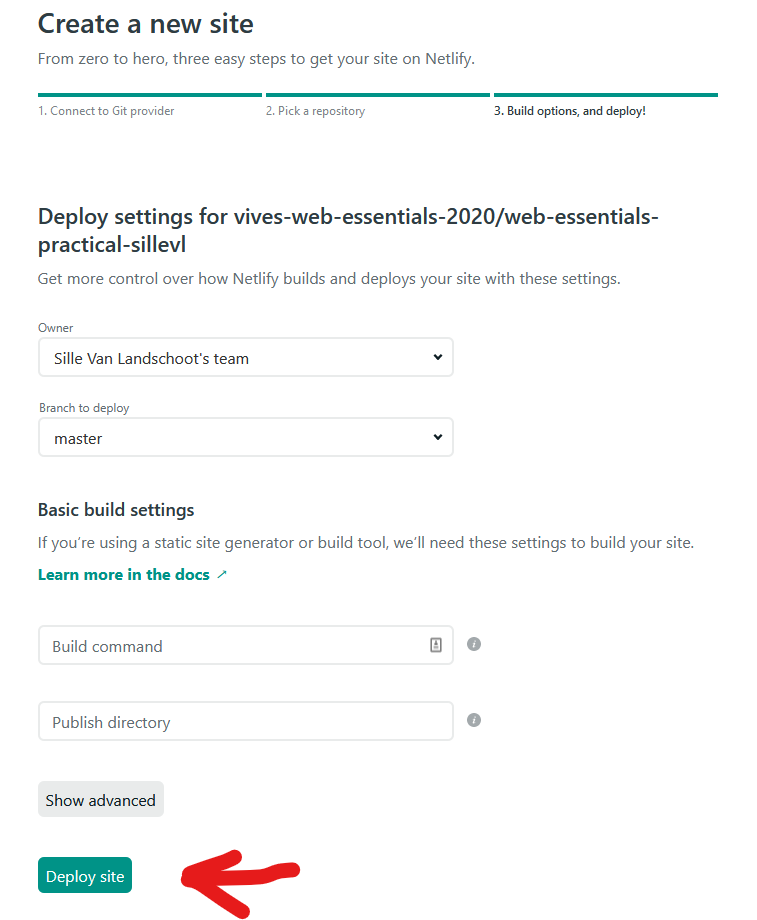 Create a new site
From zero to hero, three easy steps to get your site on Netlify.
1. Connect to Git provider
2. Pick a repository
3. Build options, and deploy!
Deploy settings for vives-web-essentials-2020/web-essentials-
practical-sillevl
Get more control over how Netlify builds and deploys your site with these settings.
Owner
Sille Van Landschoot's team
Branch to deploy
master
Basic build settings
If you’re using a static site generator or build tool, we’ll need these settings to build your site.
Learn more in the docs ↗
Build command
Publish directory
Show advanced
Deploy site